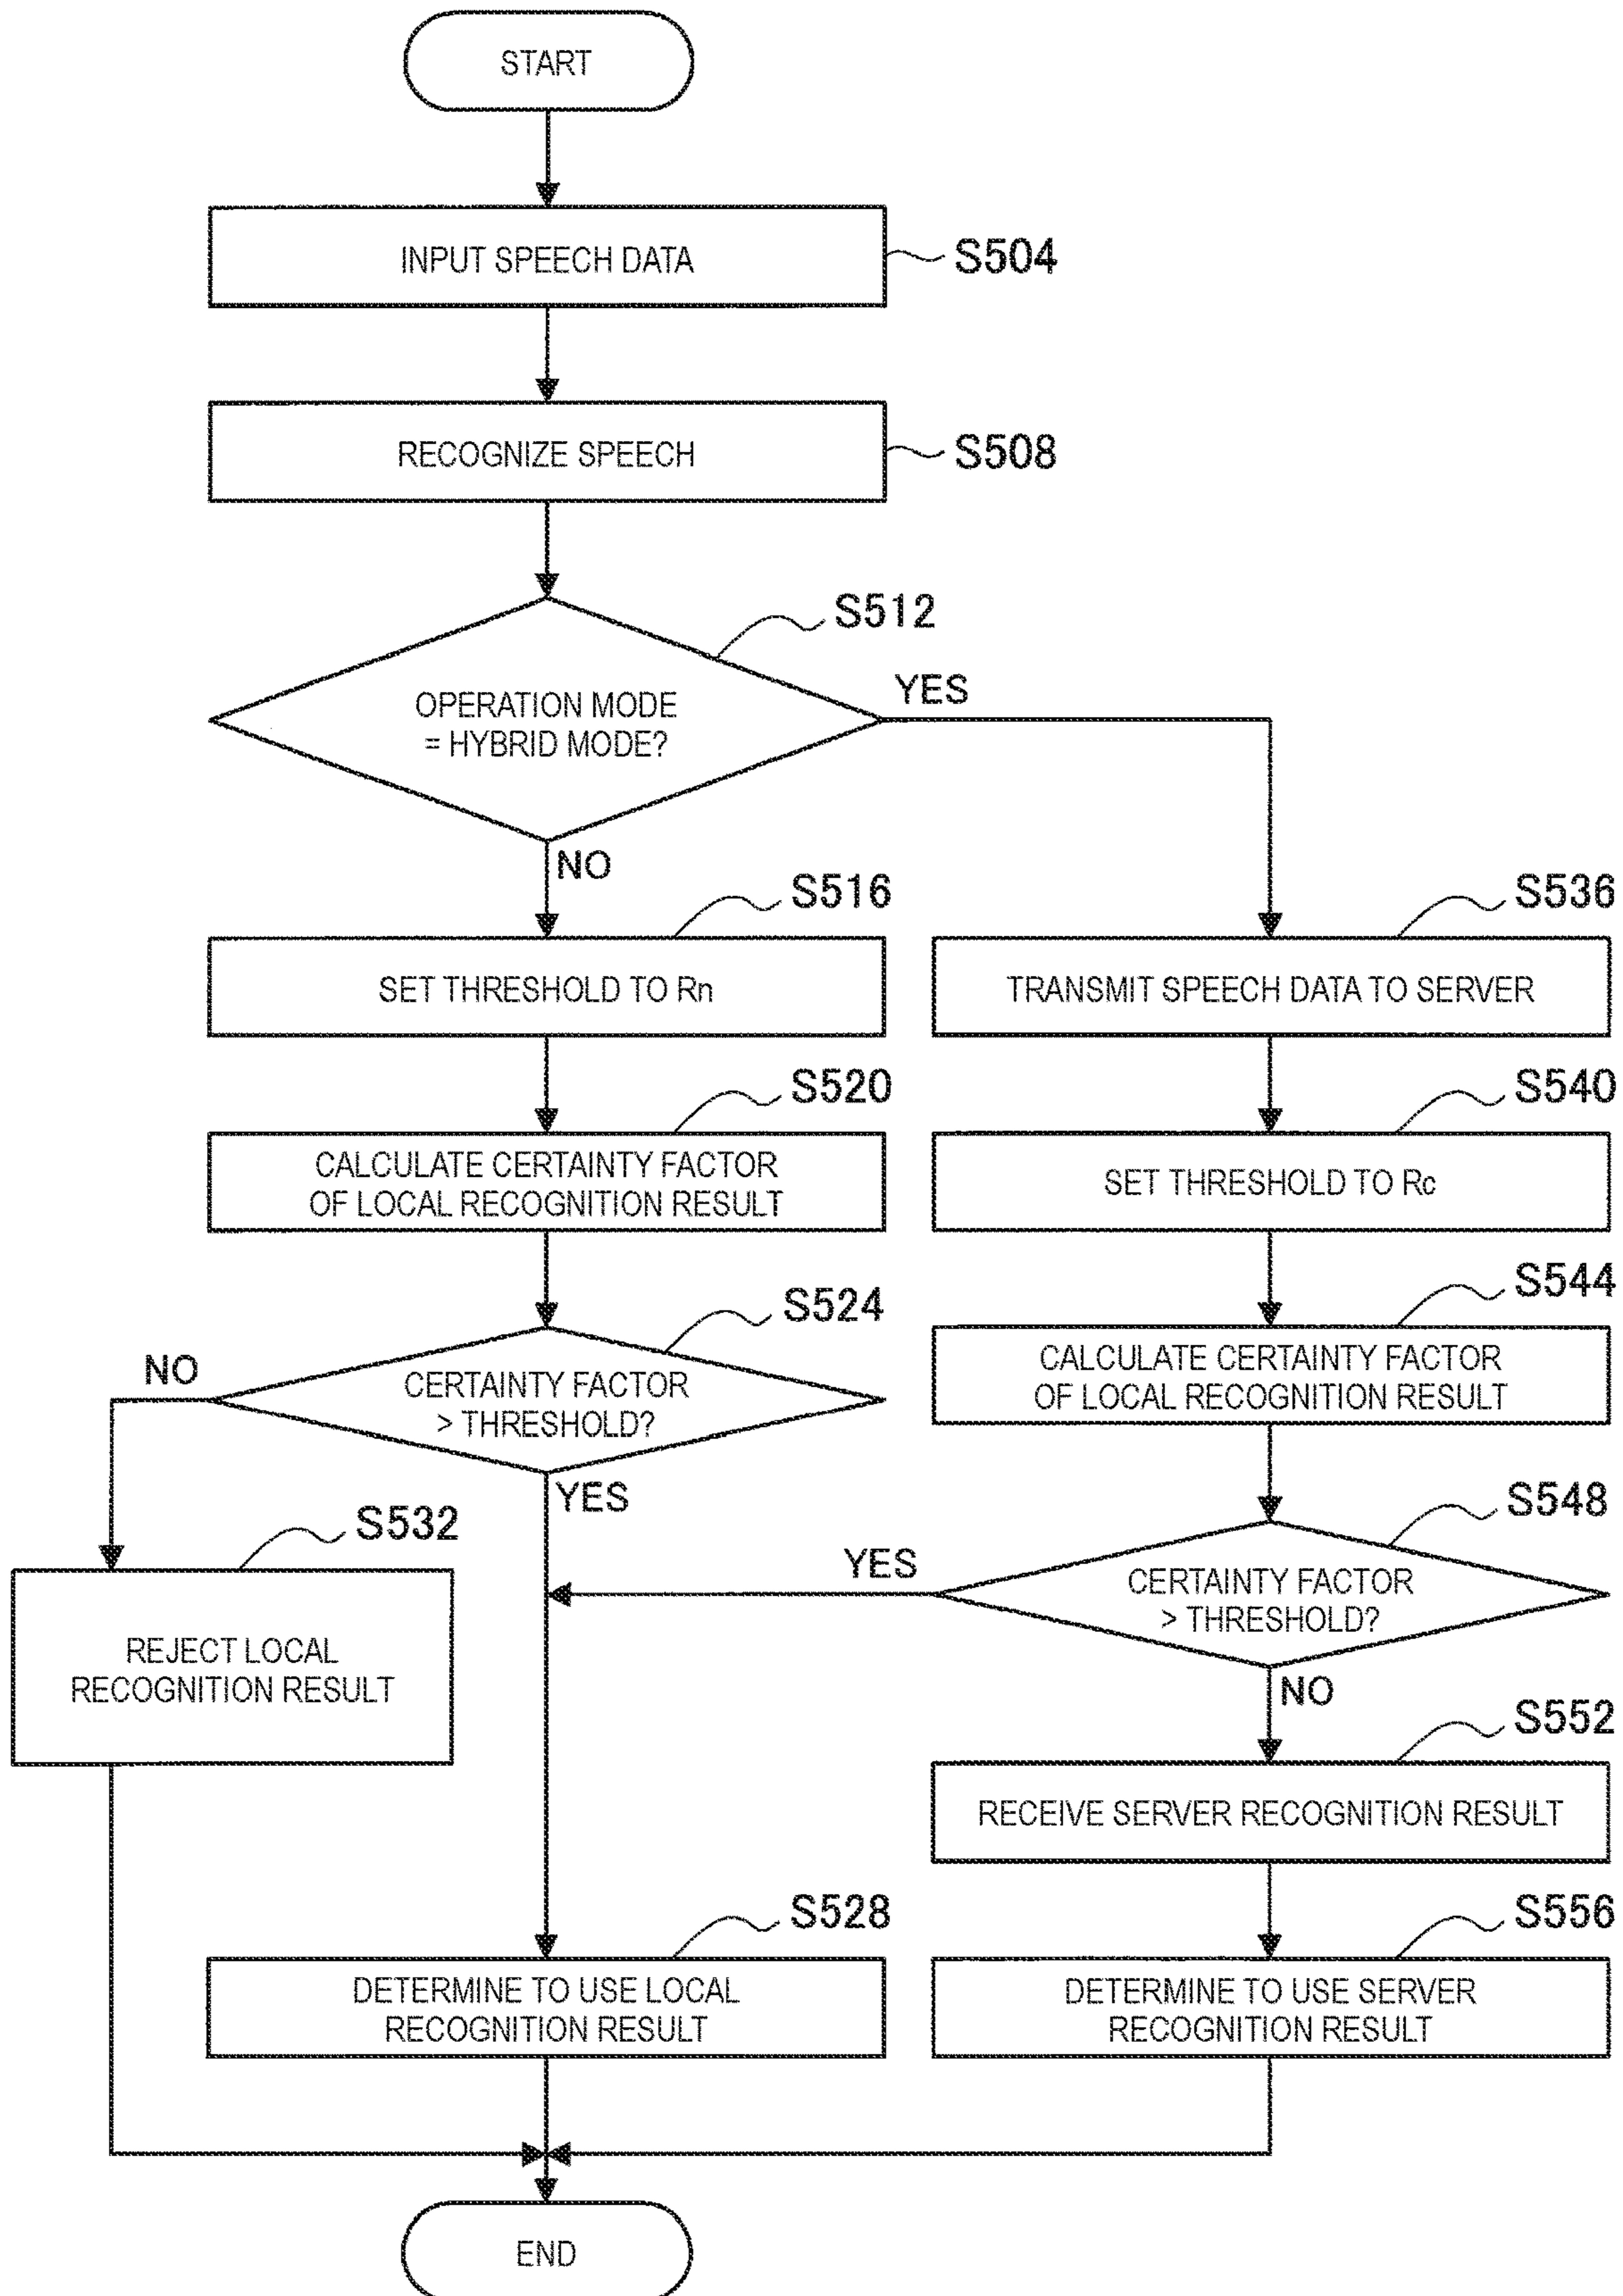 START
INPUT SPEECH DATA
S504
RECOGNIZE SPEECH
S508
S512
OPERATION MODE
= HYBRID MODE?
YES
NO
S516
SET THRESHOLD TO Rn
S536
TRANSMIT SPEECH DATA TO SERVER
S520
CALCULATE CERTAINTY FACTOR
OF LOCAL RECOGNITION RESULT
S540
SET THRESHOLD TO Rc
S524
CERTAINTY FACTOR
> THRESHOLD?
NO
YES
S544
CALCULATE CERTAINTY FACTOR
OF LOCAL RECOGNITION RESULT
S532
REJECT LOCAL
RECOGNITION RESULT
S548
CERTAINTY FACTOR
> THRESHOLD?
YES
NO
S552
RECEIVE SERVER RECOGNITION RESULT
S528
DETERMINE TO USE LOCAL
RECOGNITION RESULT
S556
DETERMINE TO USE SERVER
RECOGNITION RESULT
END